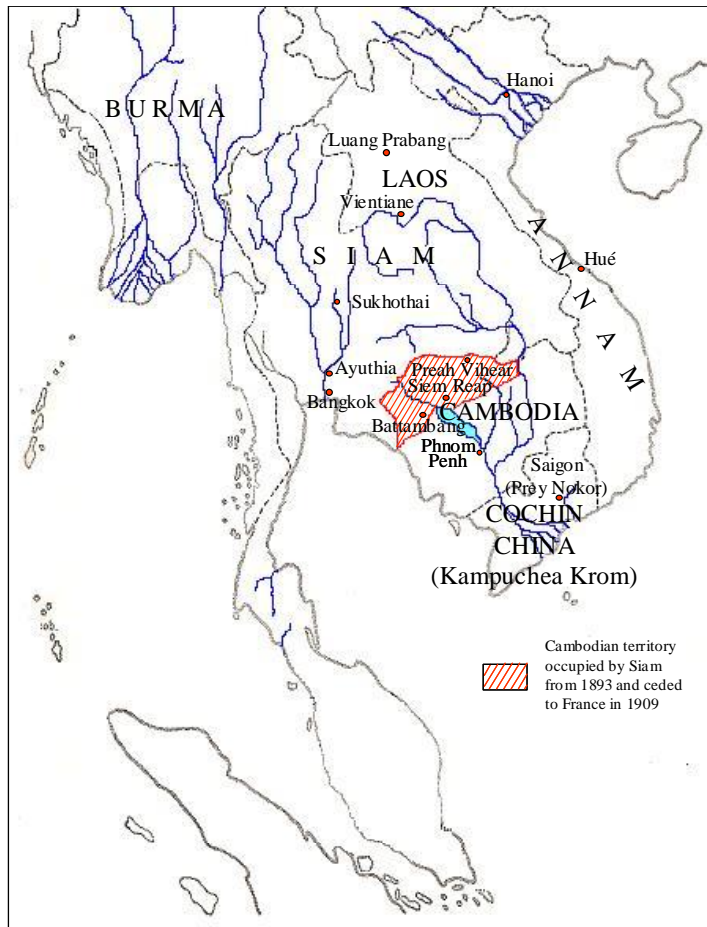 Hanoi
BURMA
Luang Prabang
LAOS
Vientiane
SIAM
ANNAM
Hué
Sukhothai
Ayuthia
Preah Vihear
Siem Reap
Bangkok
CAMBODIA
Battambang
Phnom
Penh
Saigon
(Prey Nokor)
COCHIN
CHINA
(Kampuchea Krom)
Cambodian territory
occupied by Siam
from 1893 and ceded
to France in 1909